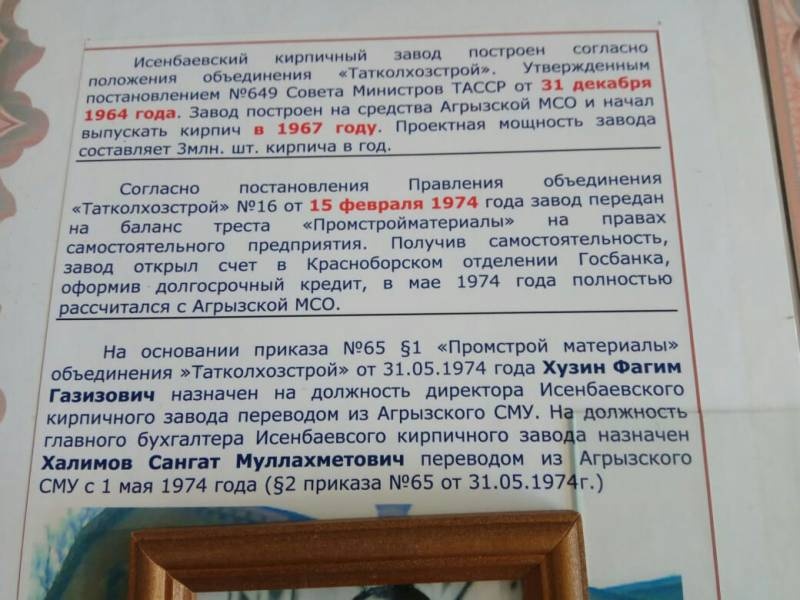 Исенбаевский кирпичный завод построен согласно
положения объединения «Татколхозстрой». Утвержденным
постановлением №649 Совета Министров ТАССР от 31 декабря
1964 года. Завод построен на средства Агрызской МСО и начал
выпускать кирпич в 1967 году. Проектная мощность завода
составляет 3млн. шт. кирпича в год.
Согласно постановления Правления объединения
«Татколхозстрой» №16 от 15 февраля 1974 года завод передан
на баланс треста «Промстройматериалы» на правах
самостоятельного предприятия. Получив самостоятельность,
завод открыл счет в Красноборском отделении Госбанка,
оформив долгосрочный кредит, в мае 1974 года полностью
рассчитался с Агрызской МСО.
На основании приказа №65 §1 «Промстрой материалы»
объединения »Татколхозстрой» от 31.05.1974 года Хузин Фагим
Газизович назначен на должность директора Исенбаевского
кирпичного завода переводом из Агрызского СМУ. На должность
главного бухгалтера Исенбаевсого кирпичного завода назначен
Халимов Сангат Муллахметович переводом из Агрызского
СМУ с 1 мая 1974 года (§2 приказа №65 от 31.05.1974г.)